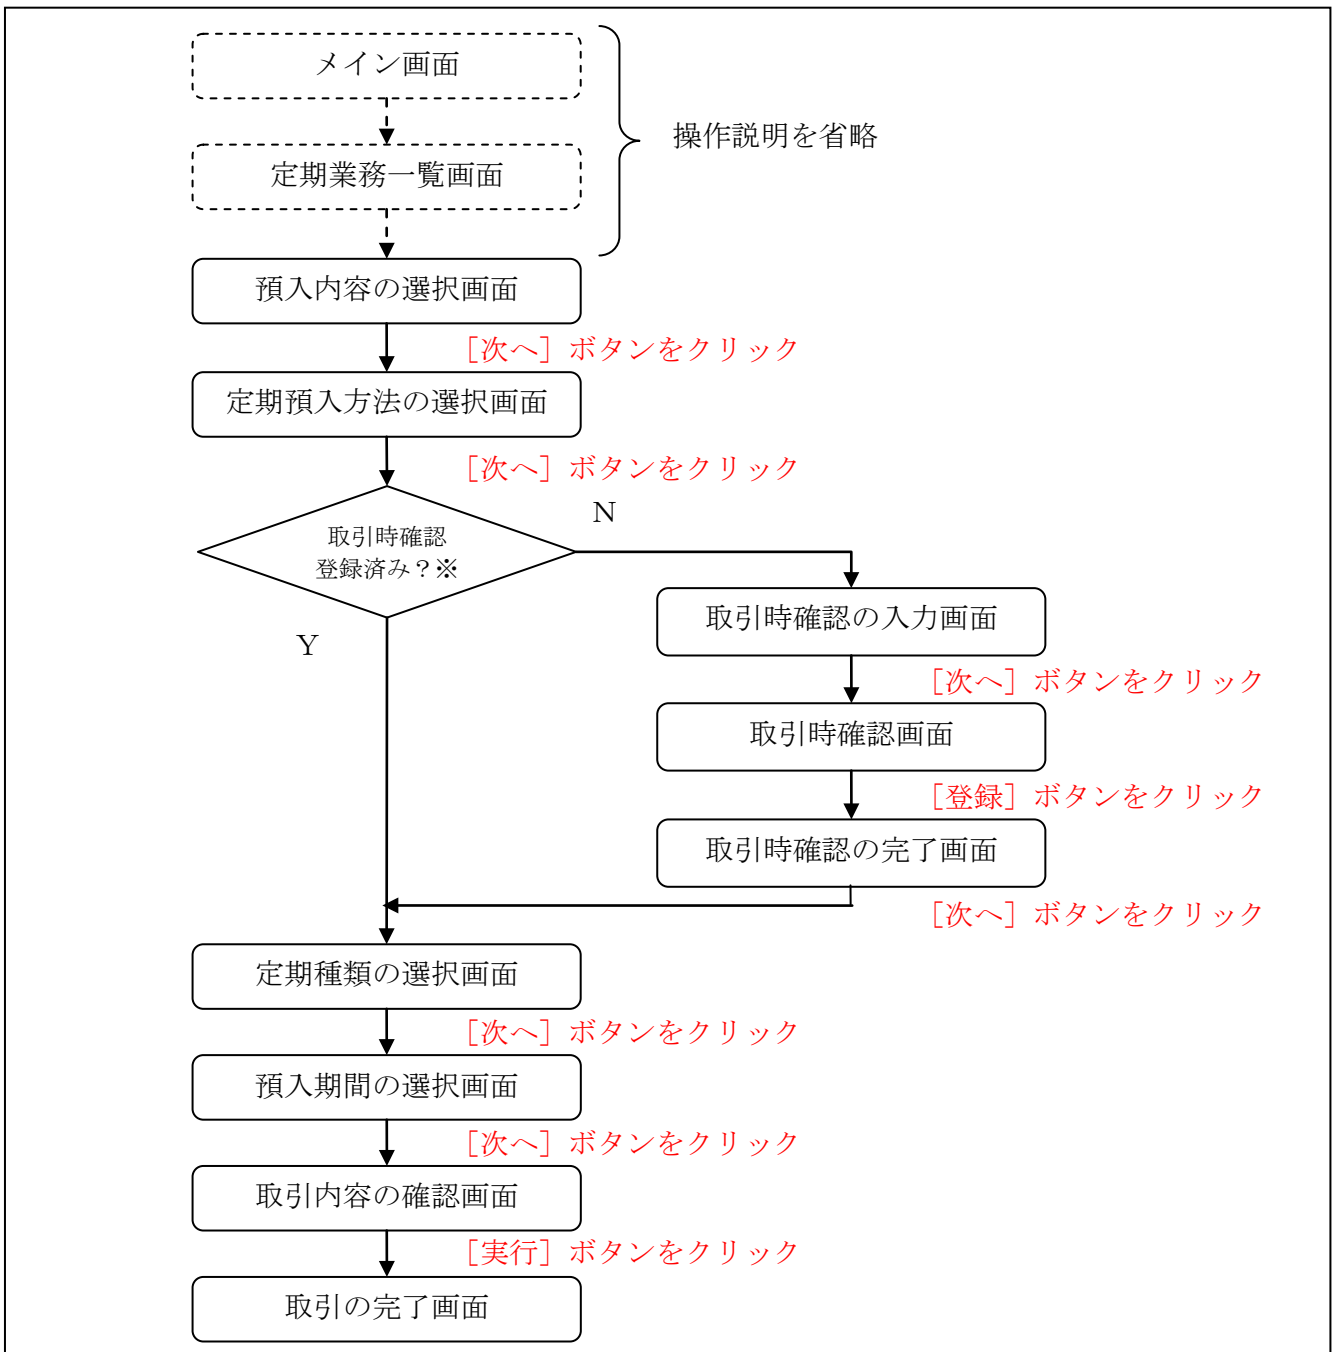 メイン画面
操作説明を省略
定期業務一覧画面
預入内容の選択画面
［次へ］ボタンをクリック
定期預入方法の選択画面
［次へ］ボタンをクリック
N
取引時確認
登録済み？※
Y
取引時確認の入力画面
［次へ］ボタンをクリック
取引時確認画面
［登録］ボタンをクリック
取引時確認の完了画面
［次へ］ボタンをクリック
定期種類の選択画面
［次へ］ボタンをクリック
預入期間の選択画面
［次へ］ボタンをクリック
取引内容の確認画面
［実行］ボタンをクリック
取引の完了画面